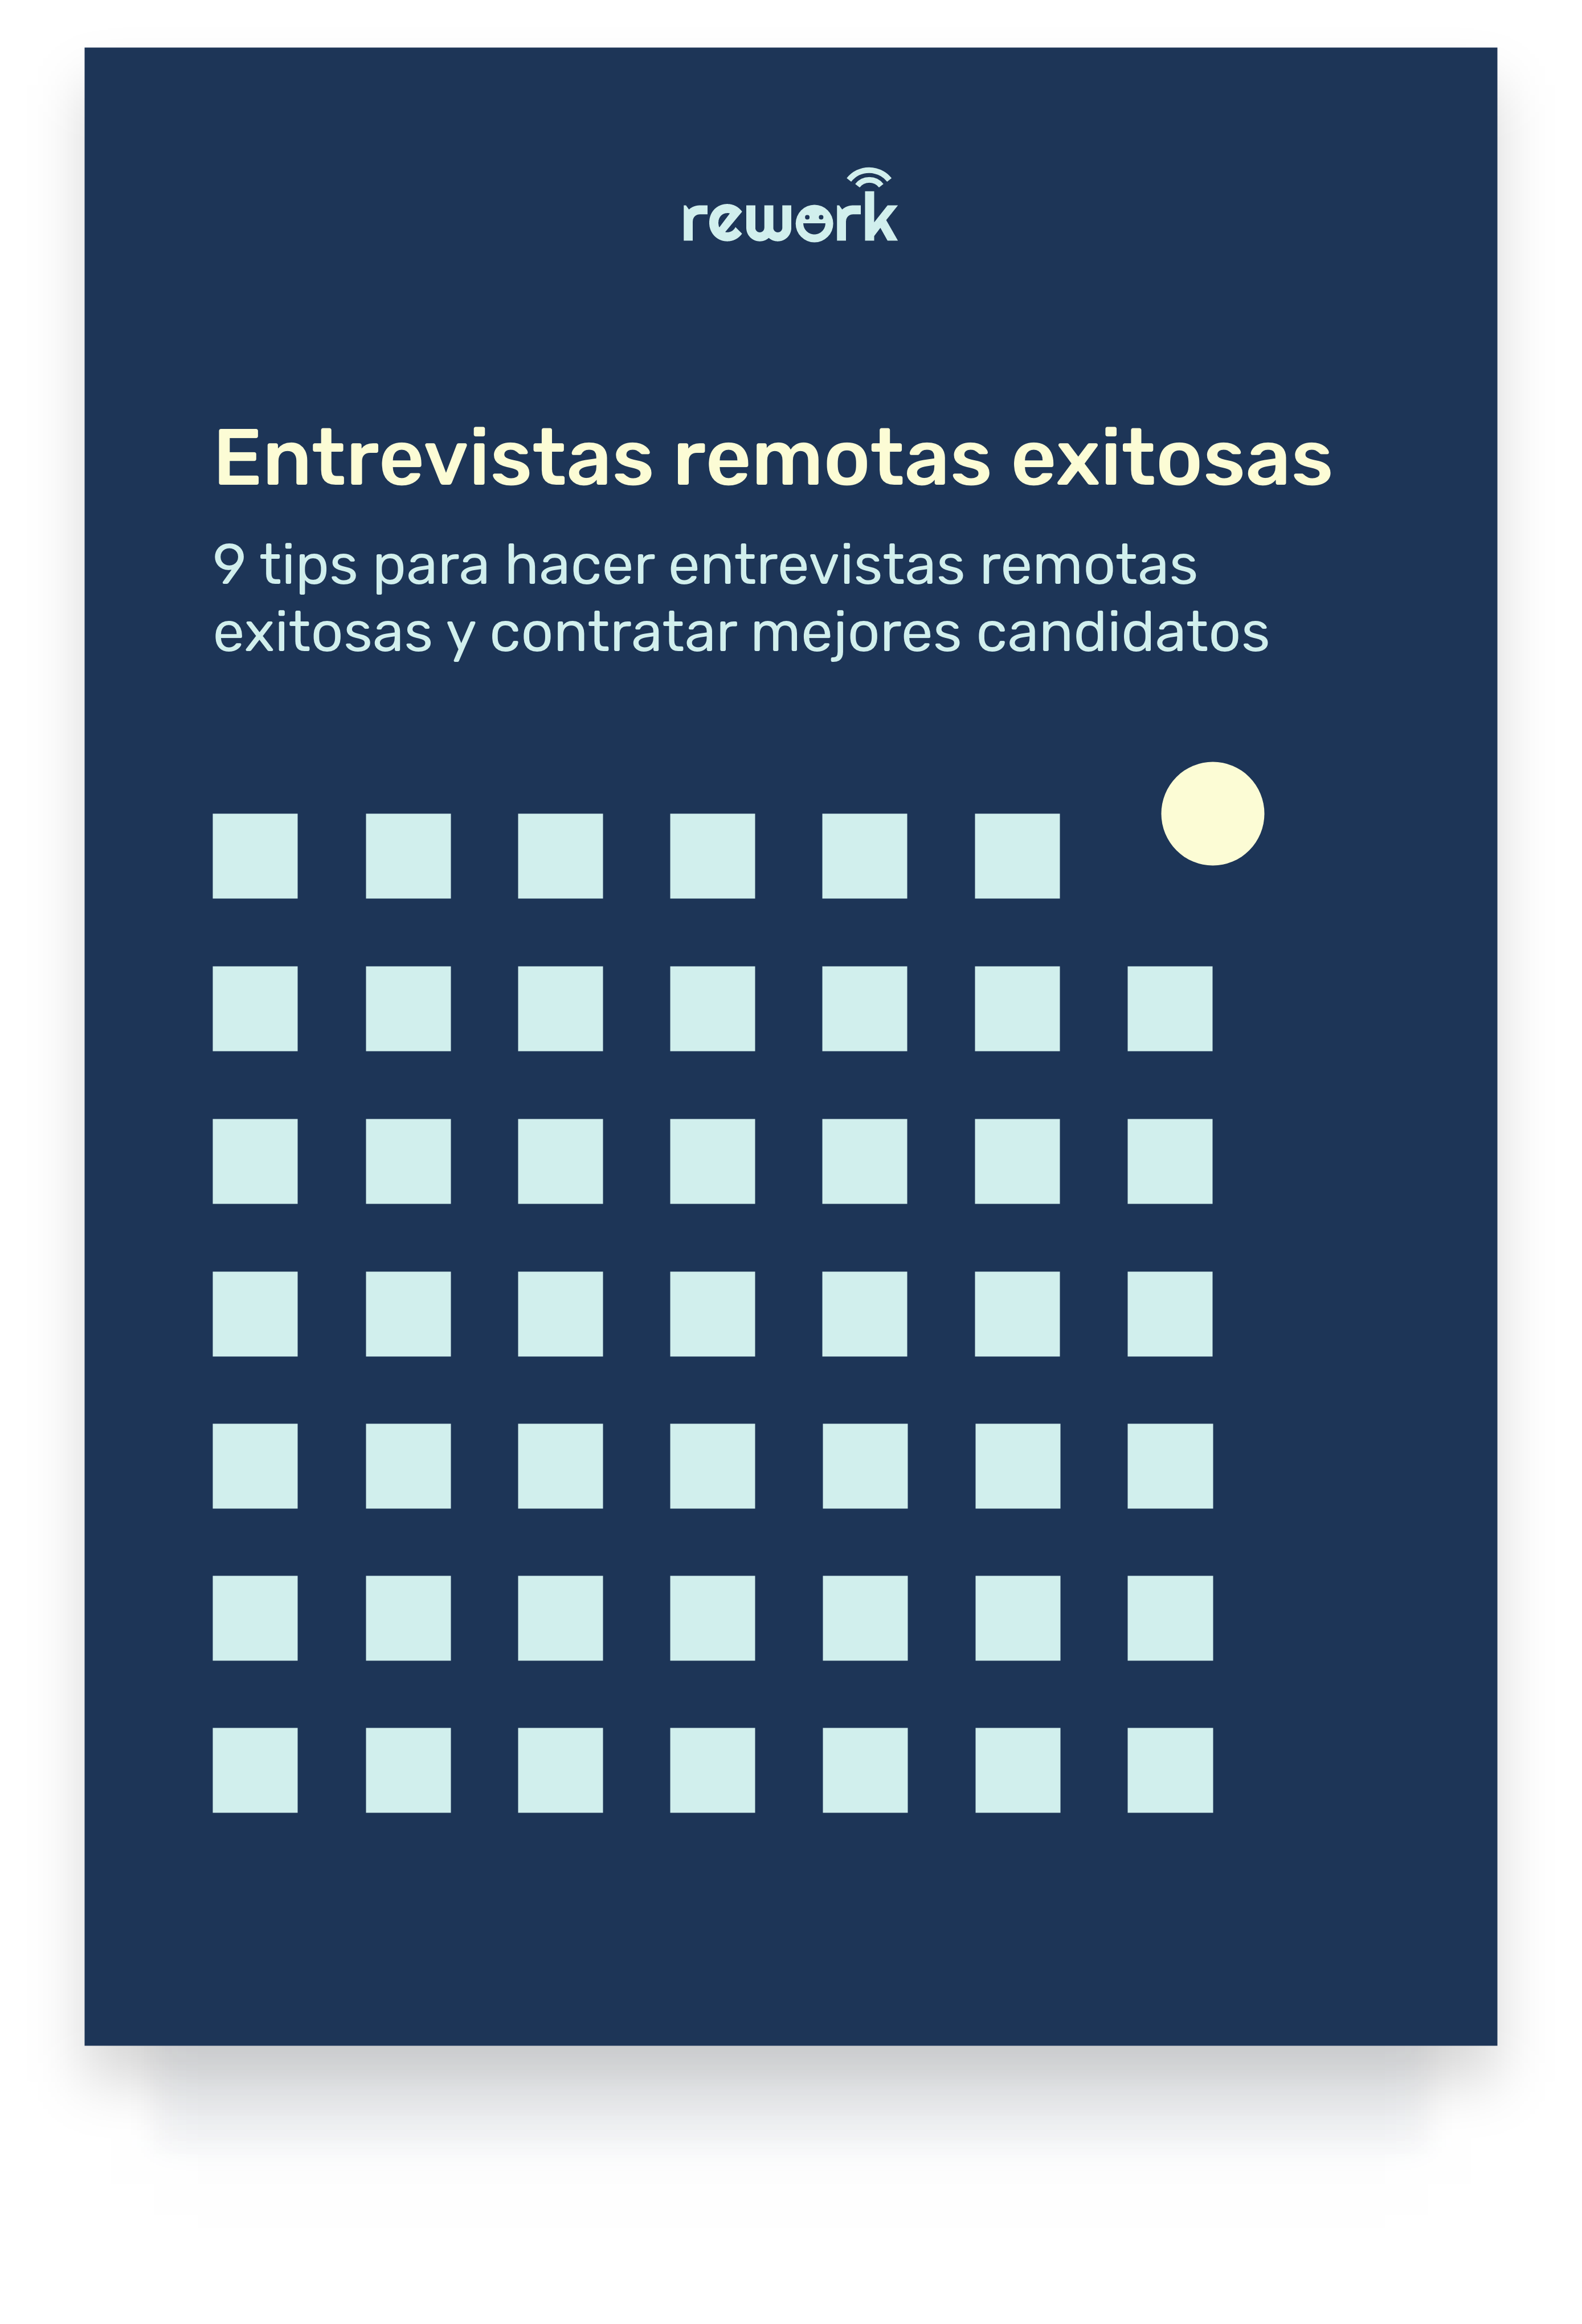 rework
Entrevistas remotas exitosas
9 tips para hacer entrevistas remotas
exitosas y contratar mejores candidatos